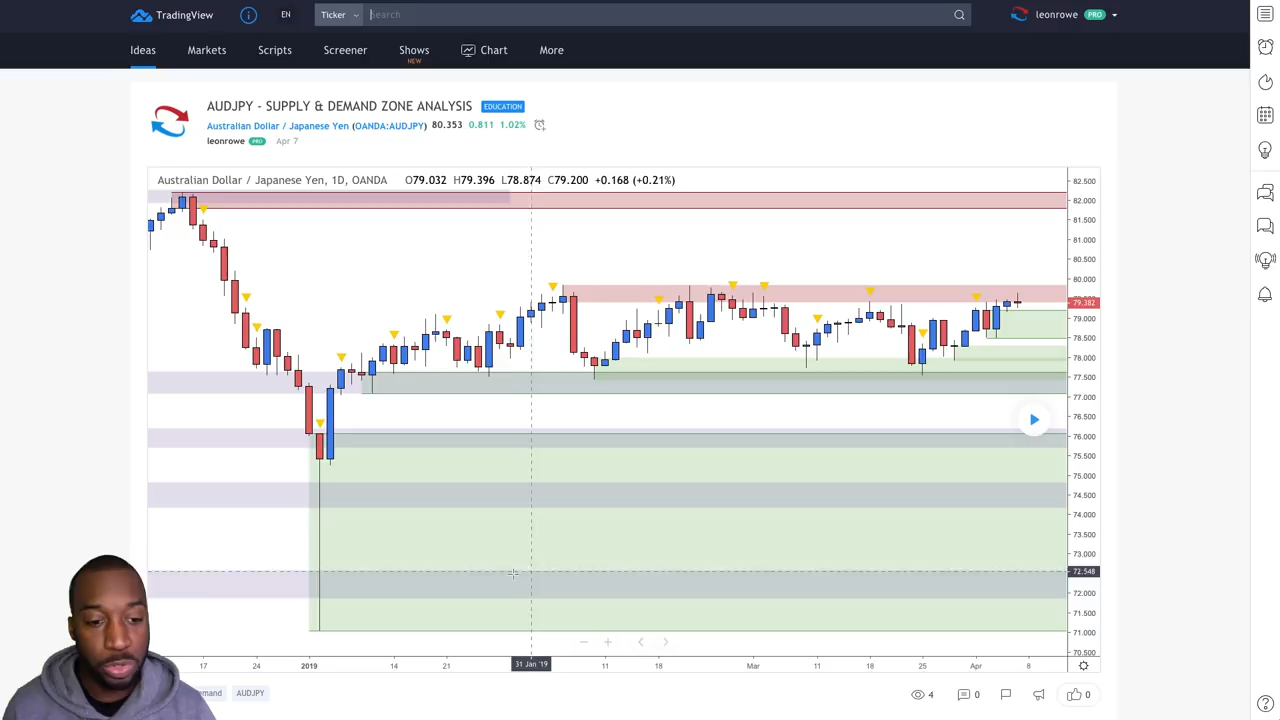 TradingView
EN
Ticker
Search
leonrowe PRO
Ideas
Markets
Scripts
Screener
Shows
NEW
Chart
More
AUDJPY - SUPPLY & DEMAND ZONE ANALYSIS EDUCATION
Australian Dollar / Japanese Yen (OANDA:AUDJPY) 80.353 0.811 1.02%
leonrowe PRO Apr 7
Australian Dollar / Japanese Yen, 1D, OANDA O79.032 H79.396 L78.874 C79.200 +0.168 (+0.21%)
82.500
82.000
81.500
81.000
80.500
80.000
79.382
79.000
78.500
78.000
77.500
77.000
76.500
76.000
75.500
75.000
74.500
74.000
73.500
73.000
72.548
72.000
71.500
71.000
70.500
17 24 2019 14 21 31 Jan '19 11 18 Mar 11 18 25 Apr 8
mand
AUDJPY
4
0
0